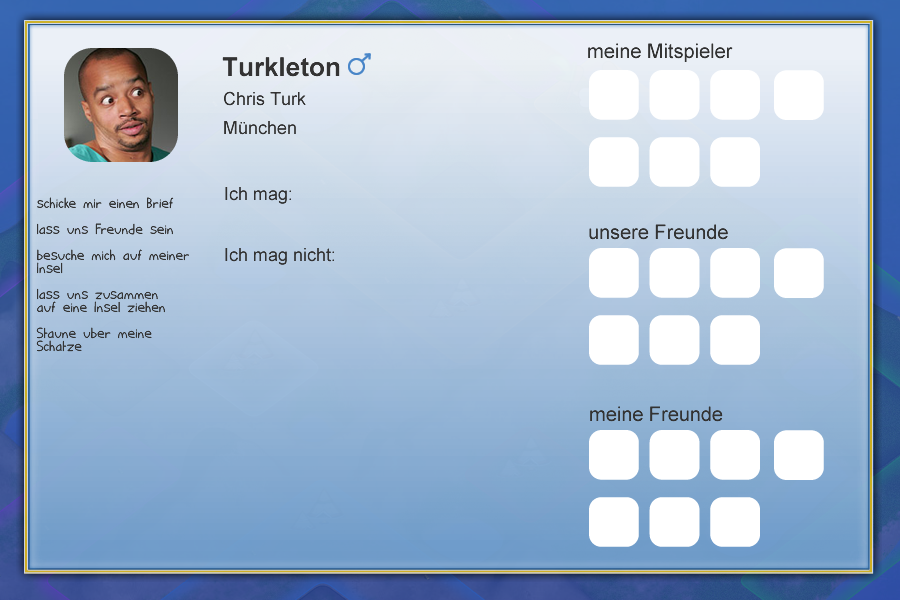 Turkleton
Chris Turk
München
Ich mag:
Ich mag nicht:
schicke mir einen Brief
lass uns Freunde sein
besuche mich auf meiner
Insel
lass uns zusammen
auf eine Insel ziehen
Staune uber meine
Schatze
meine Mitspieler
unsere Freunde
meine Freunde